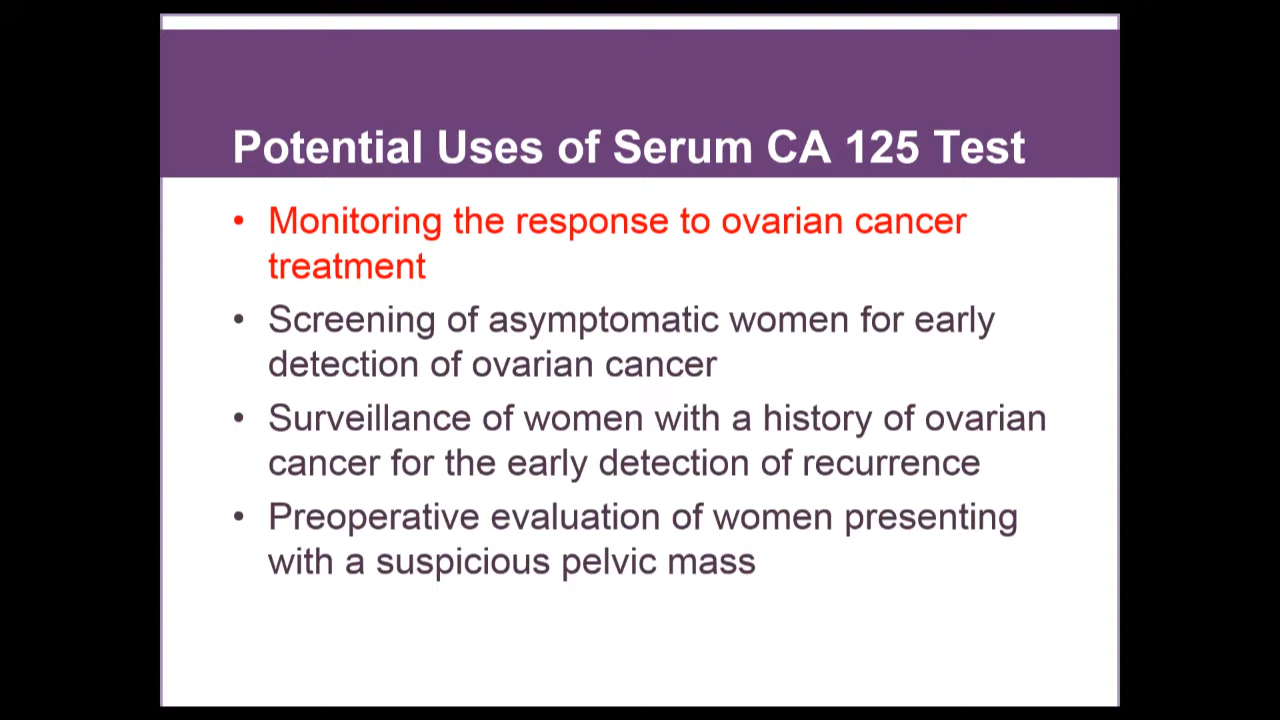 Potential Uses of Serum CA 125 Test
• Monitoring the response to ovarian cancer
treatment
• Screening of asymptomatic women for early
detection of ovarian cancer
• Surveillance of women with a history of ovarian
cancer for the early detection of recurrence
• Preoperative evaluation of women presenting
with a suspicious pelvic mass